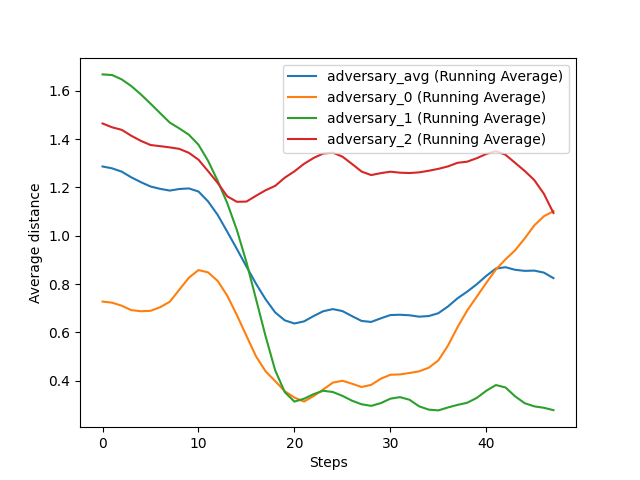 adversary_avg (Running Average)
adversary_0 (Running Average)
adversary_1 (Running Average)
adversary_2 (Running Average)
Average distance
1.6
1.4
1.2
1.0
0.8
0.6
0.4
0
10
20
30
40
Steps